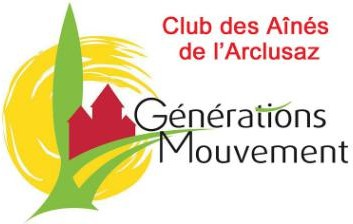 Club des Aînés
de l'Arclusaz
Générations
Mouvement